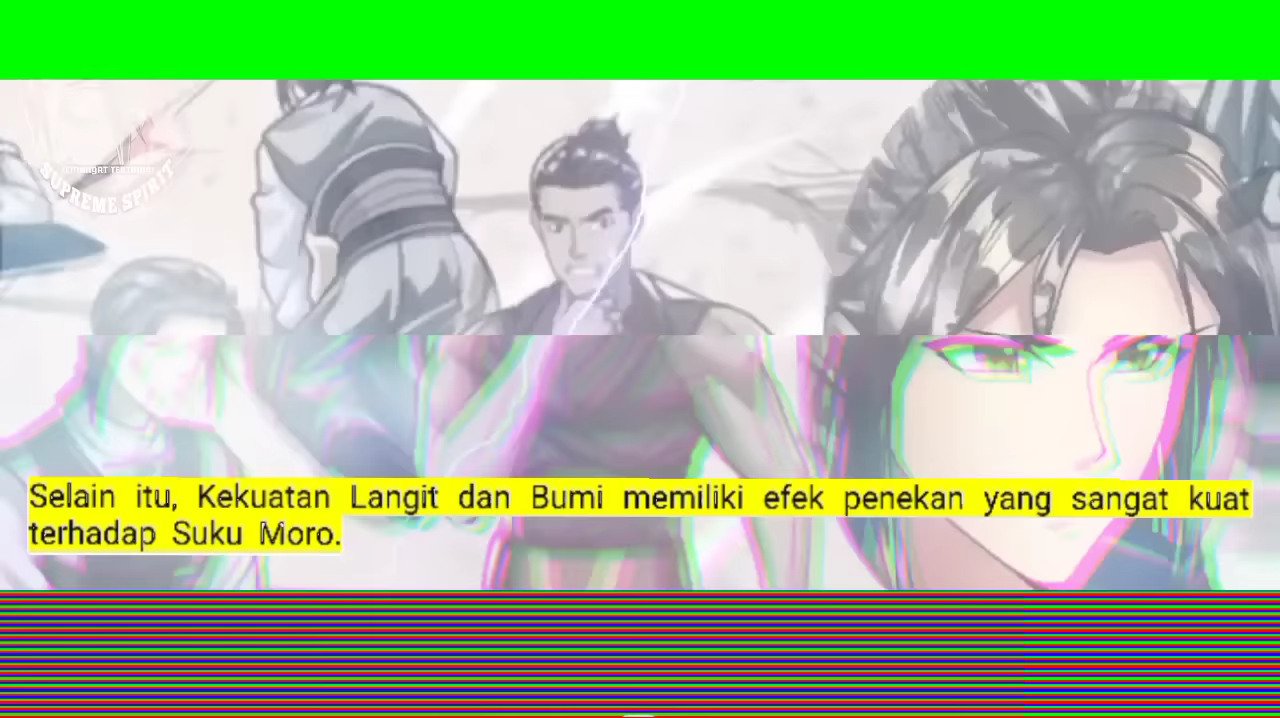 SUPREME SPIRIT
Selain itu, Kekuatan Langit dan Bumi memiliki efek penekan yang sangat kuat
terhadap Suku Moro.